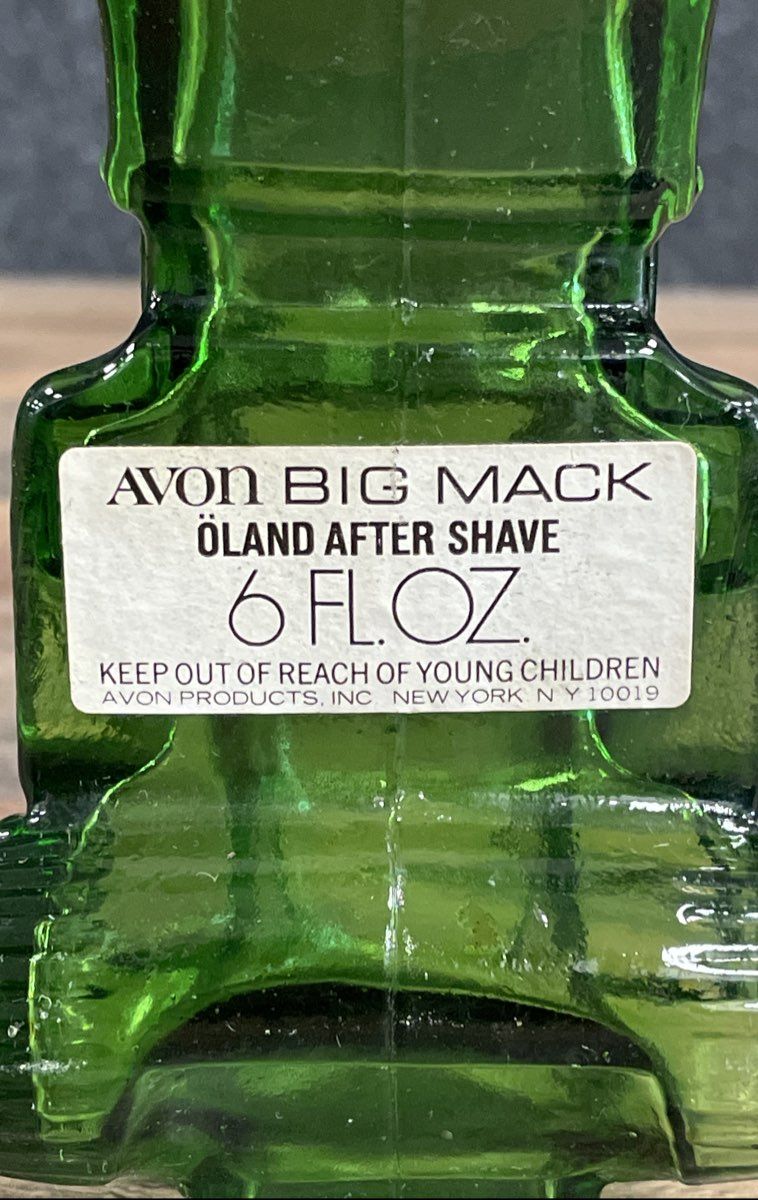 AVON BIG MACK
ÖLAND AFTER SHAVE
6 FL. OZ.
KEEP OUT OF REACH OF YOUNG CHILDREN
AVON PRODUCTS, INC. NEW YORK N Y 10019